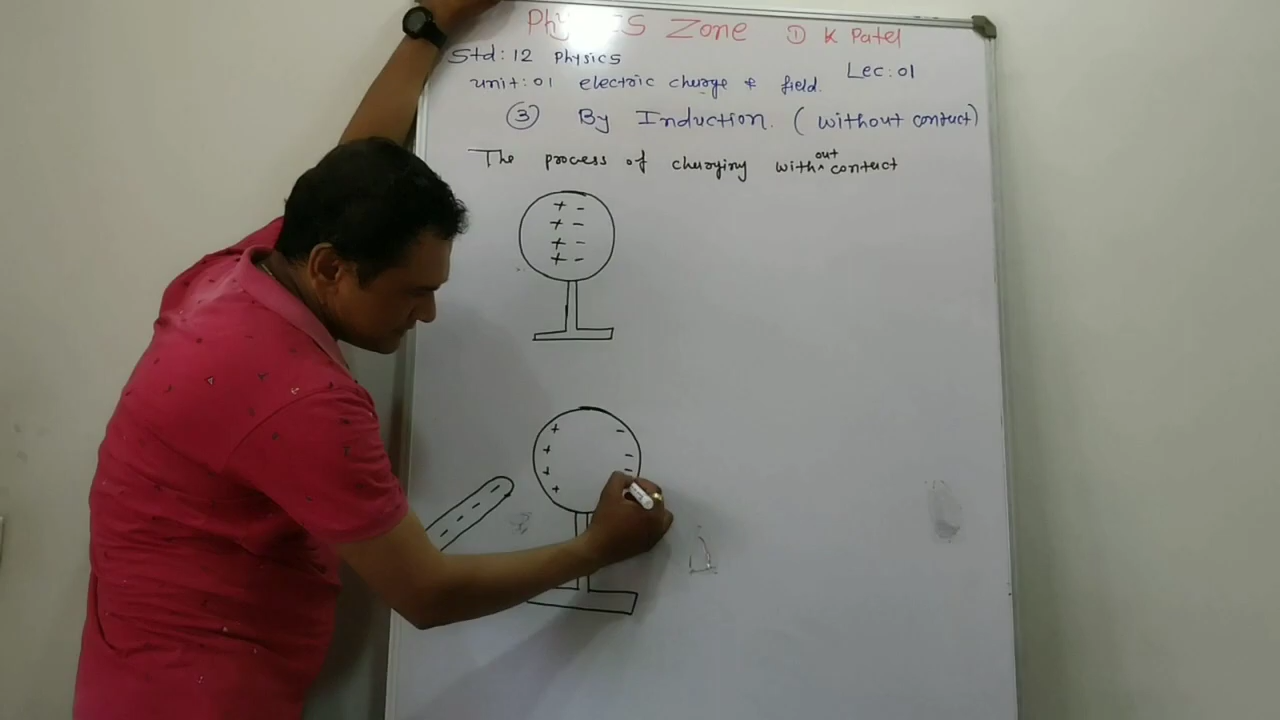 Physics Zone D K Patel
Std: 12 Physics
Lec: 01
unit: 01 electric charge & field.
③ By Induction. (without contact)
The process of charging without contact
+ -
+ -
+ -
+ -
+ -
+ -
+ -
+
- - - -